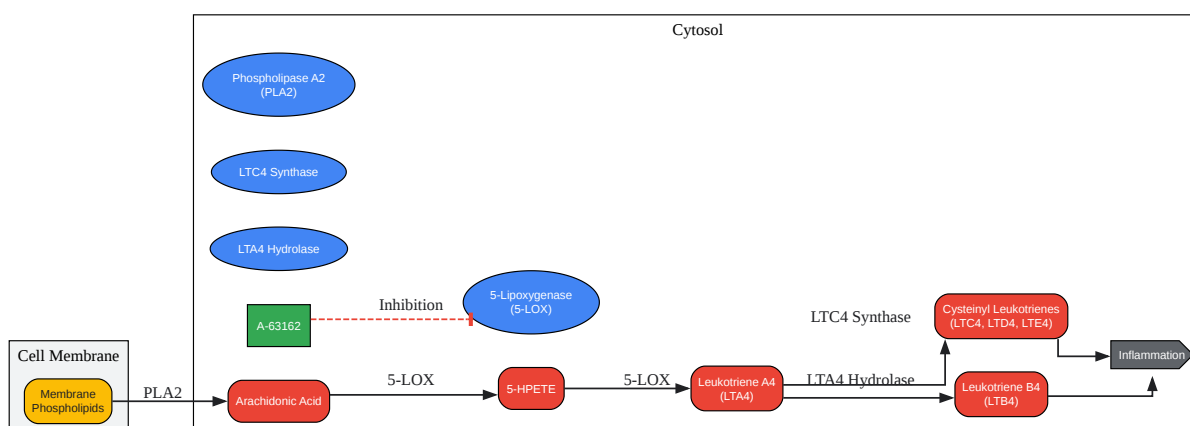 Cytosol
Phospholipase A2
(PLA2)
LTC4 Synthase
LTA4 Hydrolase
5-Lipoxygenase
(5-LOX)
Inhibition
A-63162
LTC4 Synthase
Cysteinyl Leukotrienes
(LTC4, LTD4, LTE4)
Inflammation
Cell Membrane
Membrane
Phospholipids
PLA2
Arachidonic Acid
5-LOX
5-HPETE
5-LOX
Leukotriene A4
(LTA4)
LTA4 Hydrolase
Leukotriene B4
(LTB4)